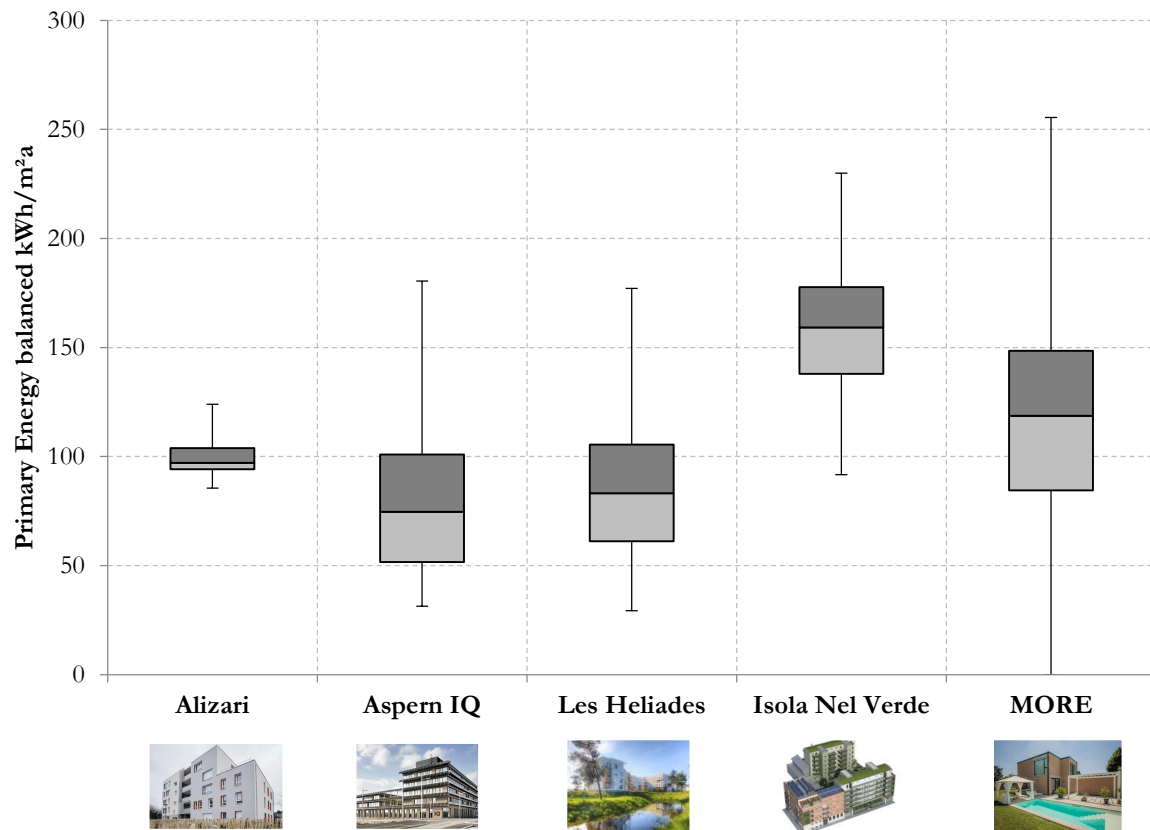 Primary Energy balanced kWh/m²a
300
250
200
150
100
50
0
Alizari
Aspern IQ
Les Heliades
Isola Nel Verde
MORE